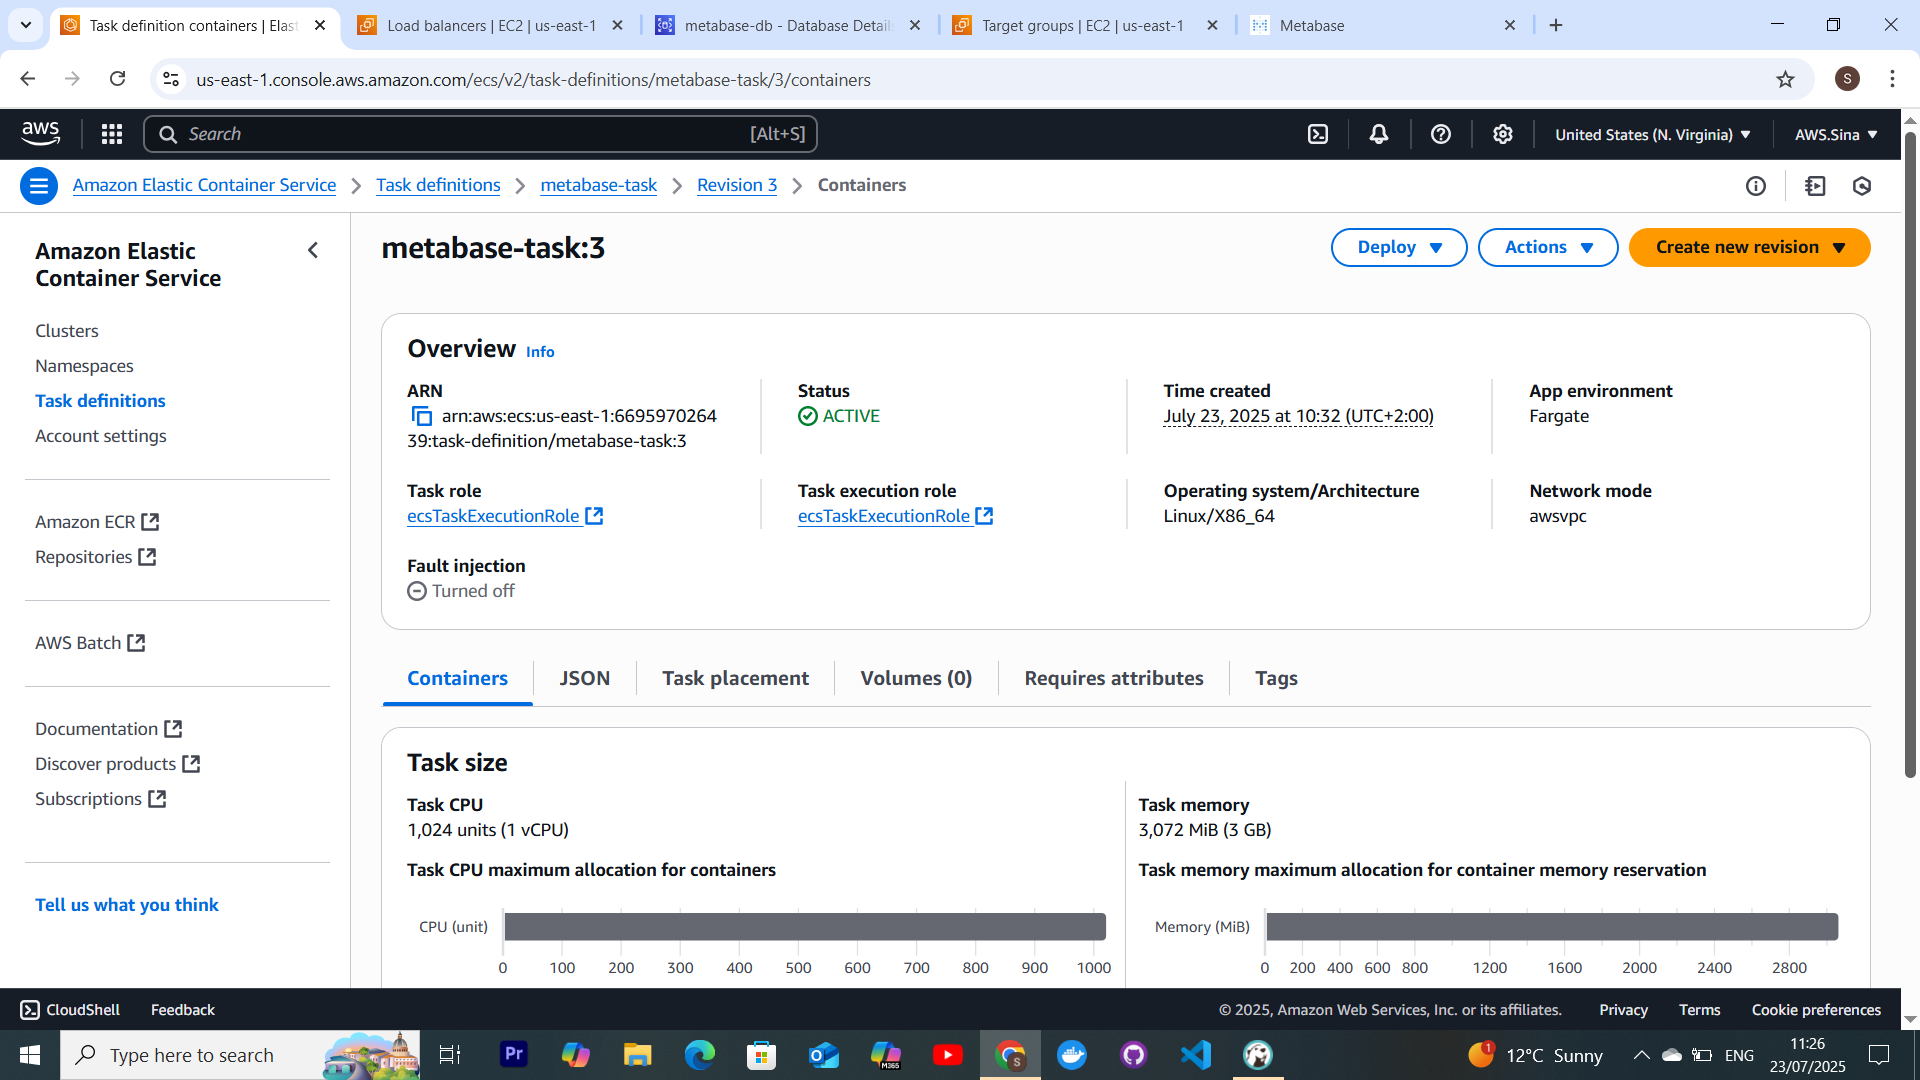 Task definition containers | Elast
Load balancers | EC2 | us-east-1
metabase-db - Database Details
Target groups | EC2 | us-east-1
Metabase
us-east-1.console.aws.amazon.com/ecs/v2/task-definitions/metabase-task/3/containers
S
aws
Search
[Alt+S]
United States (N. Virginia)
AWS.Sina
Amazon Elastic Container Service
Task definitions
metabase-task
Revision 3
Containers
Amazon Elastic
Container Service
Clusters
Namespaces
Task definitions
Account settings
Amazon ECR
Repositories
AWS Batch
Documentation
Discover products
Subscriptions
Tell us what you think
metabase-task:3
Deploy
Actions
Create new revision
Overview
Info
ARN
arn:aws:ecs:us-east-1:6695970264
39:task-definition/metabase-task:3
Status
ACTIVE
Time created
July 23, 2025 at 10:32 (UTC+2:00)
App environment
Fargate
Task role
ecsTaskExecutionRole
Task execution role
ecsTaskExecutionRole
Operating system/Architecture
Linux/X86_64
Network mode
awsvpc
Fault injection
Turned off
Containers
JSON
Task placement
Volumes (0)
Requires attributes
Tags
Task size
Task CPU
1,024 units (1 vCPU)
Task CPU maximum allocation for containers
CPU (unit)
0 100 200 300 400 500 600 700 800 900 1000
Task memory
3,072 MiB (3 GB)
Task memory maximum allocation for container memory reservation
Memory (MiB)
0 200 400 600 800 1200 1600 2000 2400 2800
CloudShell
Feedback
© 2025, Amazon Web Services, Inc. or its affiliates.
Privacy
Terms
Cookie preferences
Type here to search
Pr
M365
S
1
12°C Sunny
ENG
11:26
23/07/2025